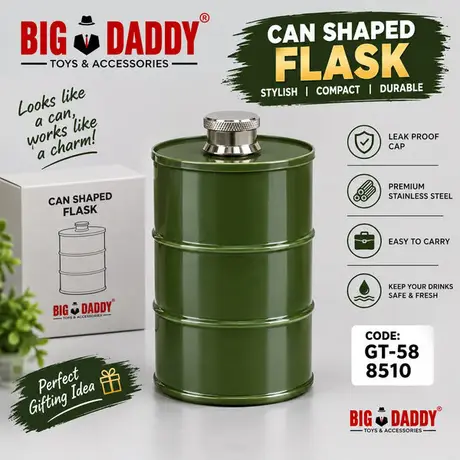 BIG DADDY®
TOYS & ACCESSORIES
CAN SHAPED
FLASK
STYLISH | COMPACT | DURABLE
Looks like
a can,
works like
a charm!
LEAK PROOF
CAP
PREMIUM
STAINLESS STEEL
EASY TO CARRY
KEEP YOUR DRINKS
SAFE & FRESH
CAN SHAPED
FLASK
BIG DADDY®
TOYS & ACCESSORIES
CODE:
GT-58
8510
Perfect
Gifting Idea
BIG DADDY®
TOYS & ACCESSORIES